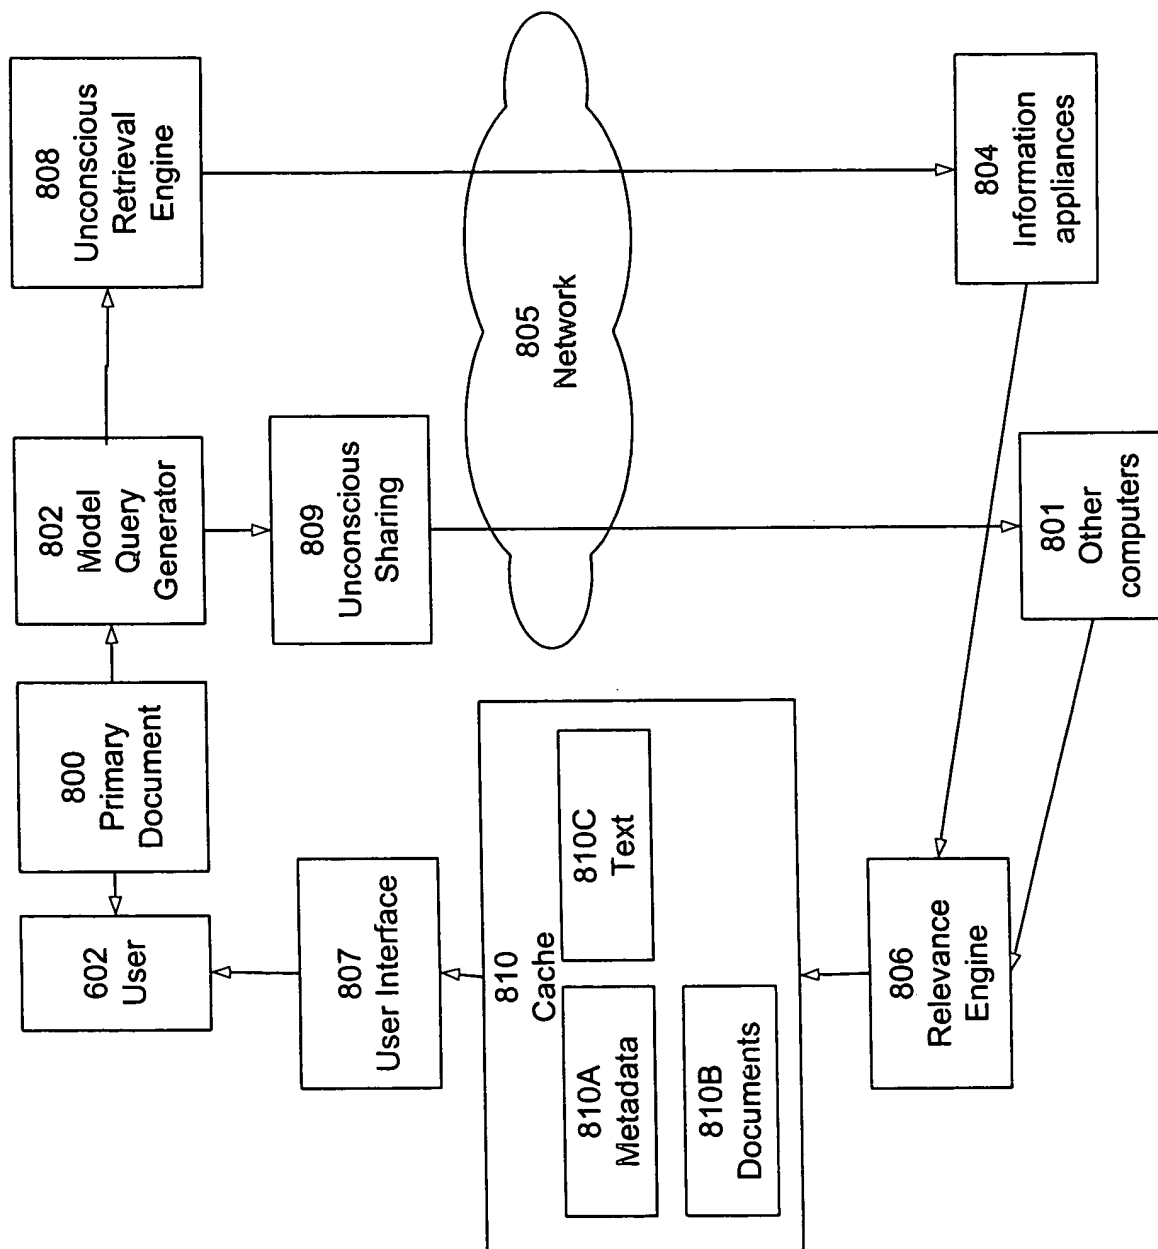 602
User
800
Primary
Document
802
Model
Query
Generator
808
Unconscious
Retrieval
Engine
807
User Interface
809
Unconscious
Sharing
810
Cache
810A
Metadata
810C
Text
810B
Documents
805
Network
806
Relevance
Engine
801
Other
computers
804
Information
appliances